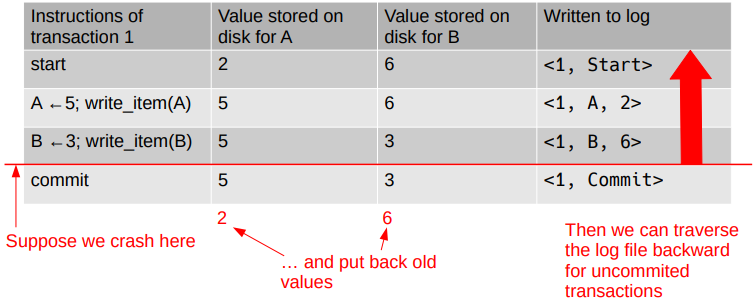 Instructions of transaction 1 Value stored on disk for A Value stored on disk for B Written to log
start 2 6 <1, Start>
A ←5; write_item(A) 5 6 <1, A, 2>
B ←3; write_item(B) 5 3 <1, B, 6>
commit 5 3 <1, Commit>
2 6
Suppose we crash here
… and put back old
values
Then we can traverse
the log file backward
for uncommited
transactions